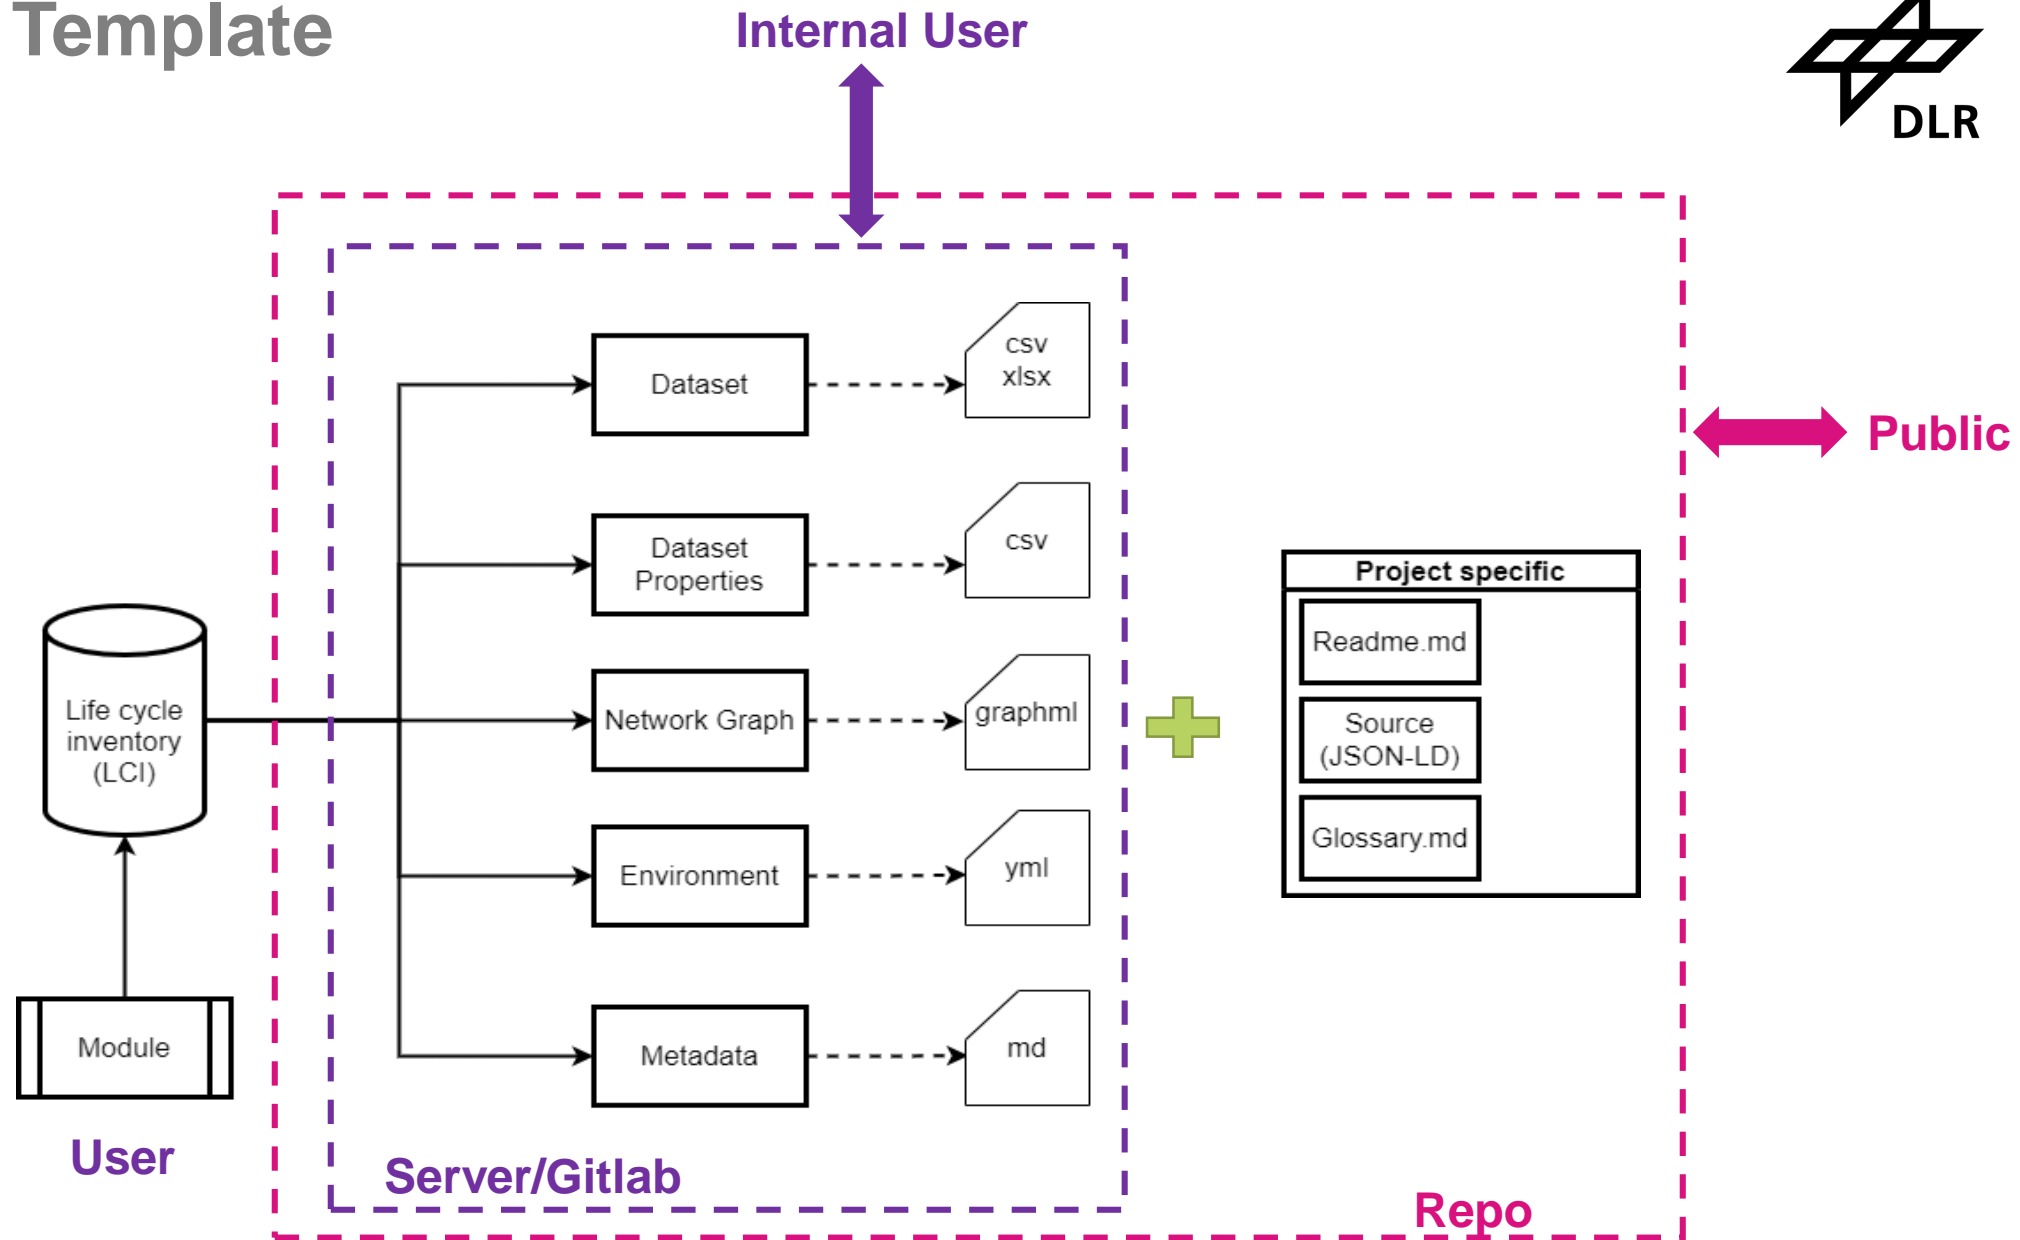 Template
Internal User
DLR
csv
xlsx
Dataset
Public
Dataset
Properties
csv
Project specific
Readme.md
Life cycle
inventory
(LCI)
Network Graph
graphml
Source
(JSON-LD)
Glossary.md
Environment
yml
Module
Metadata
md
User
Server/Gitlab
Repo